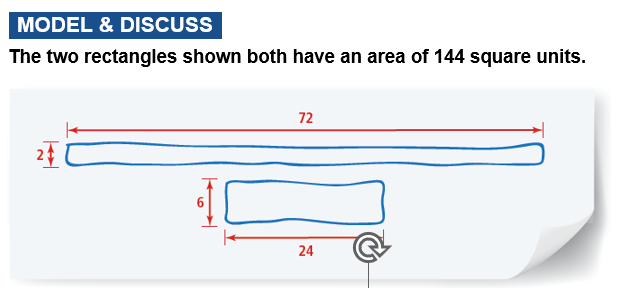 MODEL & DISCUSS
The two rectangles shown both have an area of 144 square units.
72
2
6
24